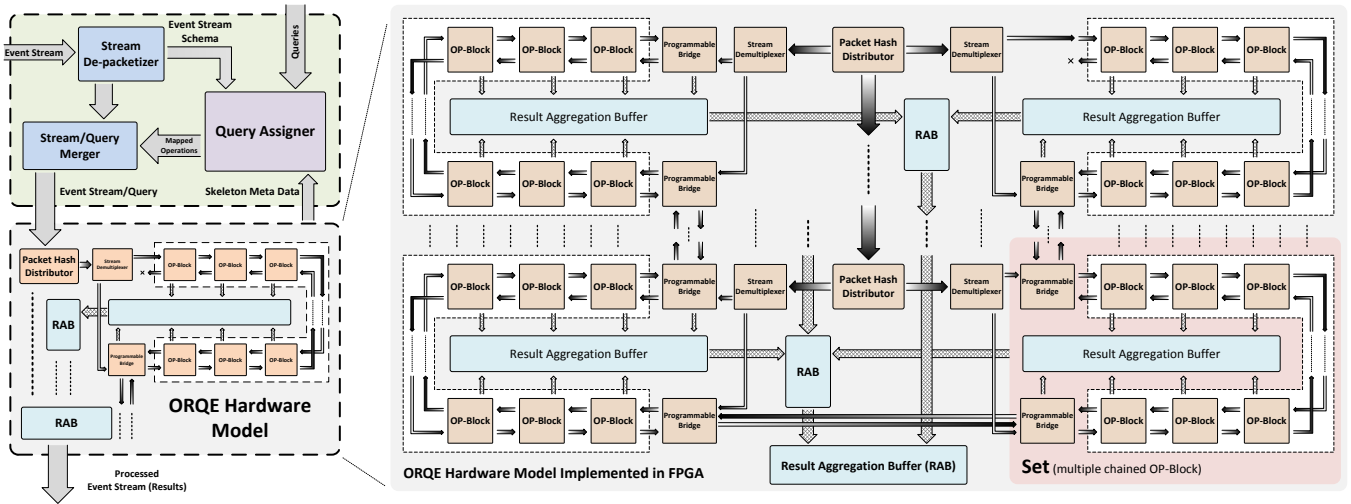 Event Stream
Stream
De-packetizer
Event Stream
Schema
Queries
Query Assigner
Stream/Query
Merger
Mapped
Operations
Event Stream/Query
Skeleton Meta Data
Packet Hash
Distributor
Stream
Demultiplexer
OP-Block
OP-Block
OP-Block
RAB
Programmable
Bridge
OP-Block
OP-Block
OP-Block
RAB
ORQE Hardware
Model
Processed
Event Stream (Results)
OP-Block
OP-Block
OP-Block
Programmable
Bridge
Stream
Demultiplexer
Packet Hash
Distributor
Stream
Demultiplexer
OP-Block
OP-Block
OP-Block
Result Aggregation Buffer
RAB
Result Aggregation Buffer
OP-Block
OP-Block
OP-Block
Programmable
Bridge
Programmable
Bridge
OP-Block
OP-Block
OP-Block
OP-Block
OP-Block
OP-Block
Programmable
Bridge
Stream
Demultiplexer
Packet Hash
Distributor
Stream
Demultiplexer
Programmable
Bridge
OP-Block
OP-Block
OP-Block
Result Aggregation Buffer
RAB
Result Aggregation Buffer
OP-Block
OP-Block
OP-Block
Programmable
Bridge
Programmable
Bridge
OP-Block
OP-Block
OP-Block
ORQE Hardware Model Implemented in FPGA
Result Aggregation Buffer (RAB)
Set (multiple chained OP-Block)